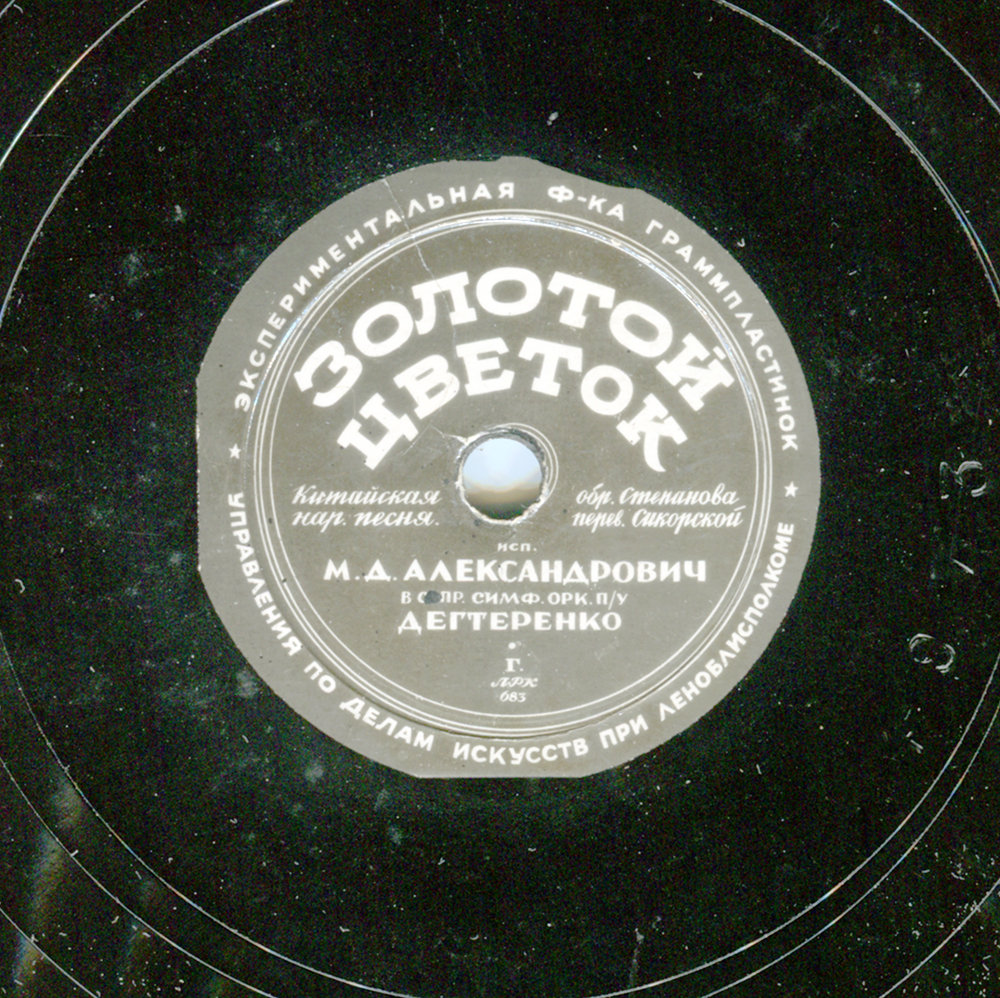 ЭКСПЕРИМЕНТАЛЬНАЯ Ф-КА ГРАММПЛАСТИНОК
ЗОЛОТОЙ
ЦВЕТОК
Китайская
нар. песня.
обр. Степанова
перев. Сикорской
исп.
М.Д. АЛЕКСАНДРОВИЧ
В СОПР. СИМФ. ОРК. П/У
ДЕГТЕРЕНКО
Г.
ЛРК
683
★ УПРАВЛЕНИЯ ПО ДЕЛАМ ИСКУССТВ ПРИ ЛЕНОБЛИСПОЛКОМЕ ★